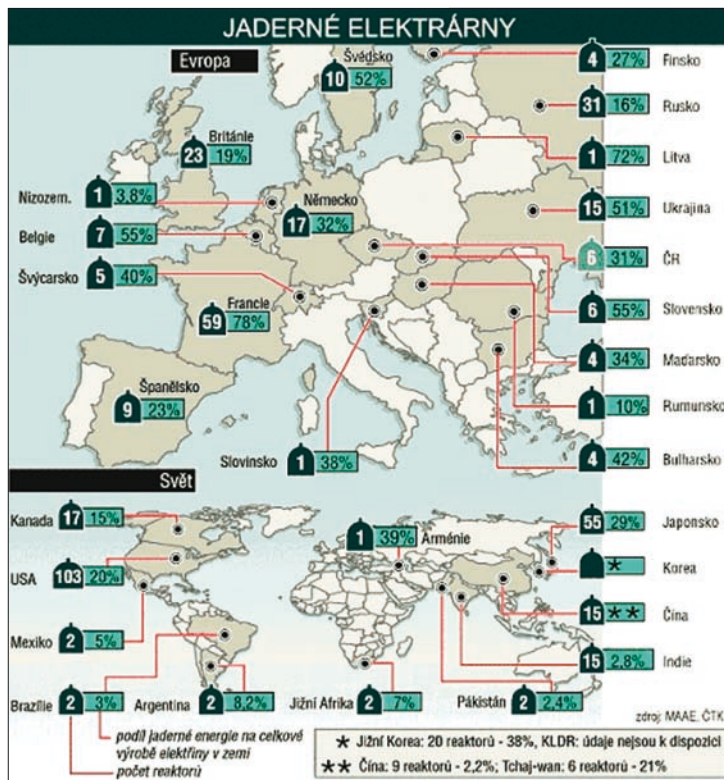 JADERNÉ ELEKTRÁRNY
Evropa
Švédsko
10 52%
4 27% Finsko
31 16% Rusko
Británie
23 19%
1 72% Litva
Nizozem. 1 3,8%
Německo
17 32%
15 51% Ukrajina
Belgie 7 55%
6 31% ČR
Švýcarsko 5 40%
Francie
59 78%
6 55% Slovensko
4 34% Maďarsko
Španělsko
9 23%
1 10% Rumunsko
Slovinsko 1 38%
4 42% Bulharsko
Svět
Kanada 17 15%
1 39% Arménie
55 29% Japonsko
USA 103 20%
* Korea
15 ** Čína
Mexiko 2 5%
15 2,8% Indie
Brazílie 2 3%
Argentina 2 8,2%
Jižní Afrika 2 7%
Pákistán 2 2,4%
zdroj: MAAE, ČTK
podíl jaderné energie na celkové
výrobě elektřiny v zemi
počet reaktorů
* Jižní Korea: 20 reaktorů - 38%, KLDR: údaje nejsou k dispozici
** Čína: 9 reaktorů - 2,2%; Tchaj-wan: 6 reaktorů - 21%